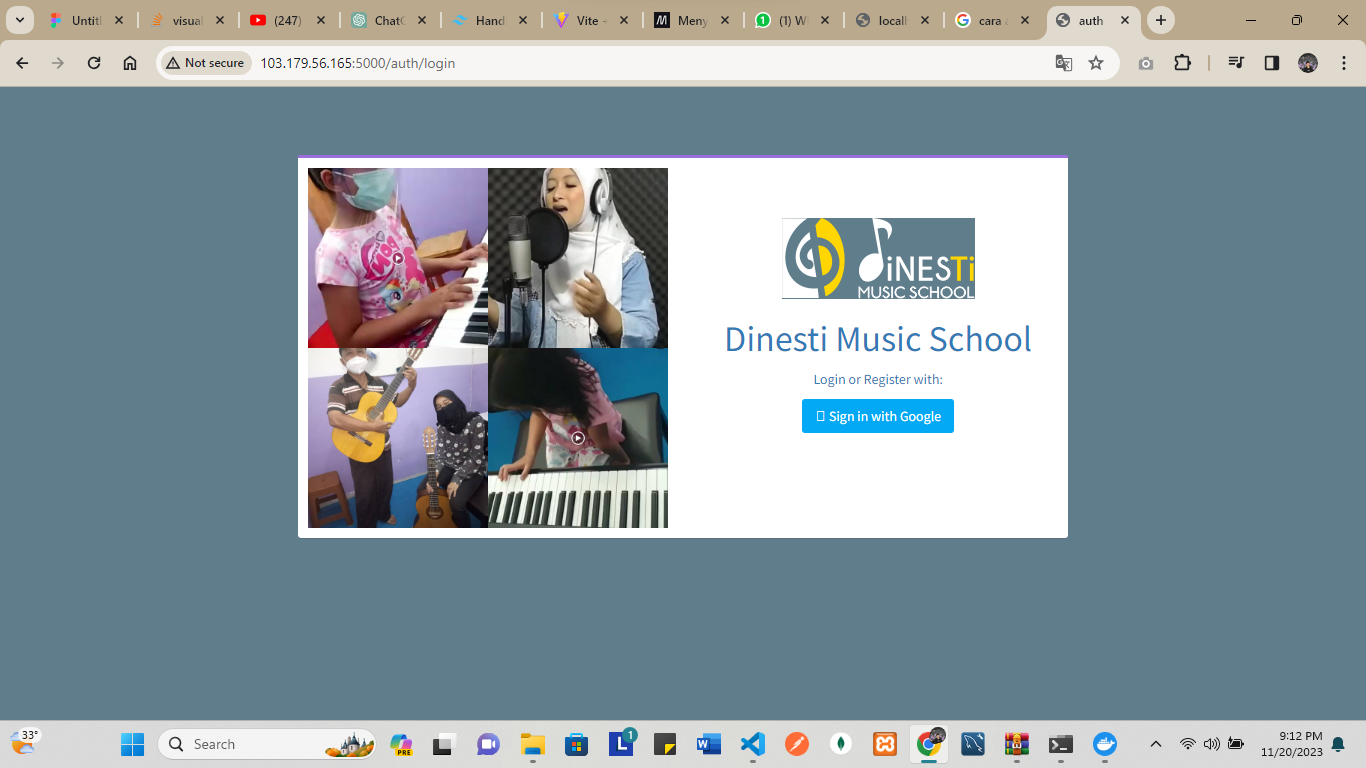 Untitl
visual
(247)
ChatG
Hand
Vite +
Meny
(1) W
locall
cara
auth
Not secure
103.179.56.165:5000/auth/login
DiNESTi
MUSIC SCHOOL
Dinesti Music School
Login or Register with:
Sign in with Google
33°
Search
PRE
L
1
9:12 PM
11/20/2023